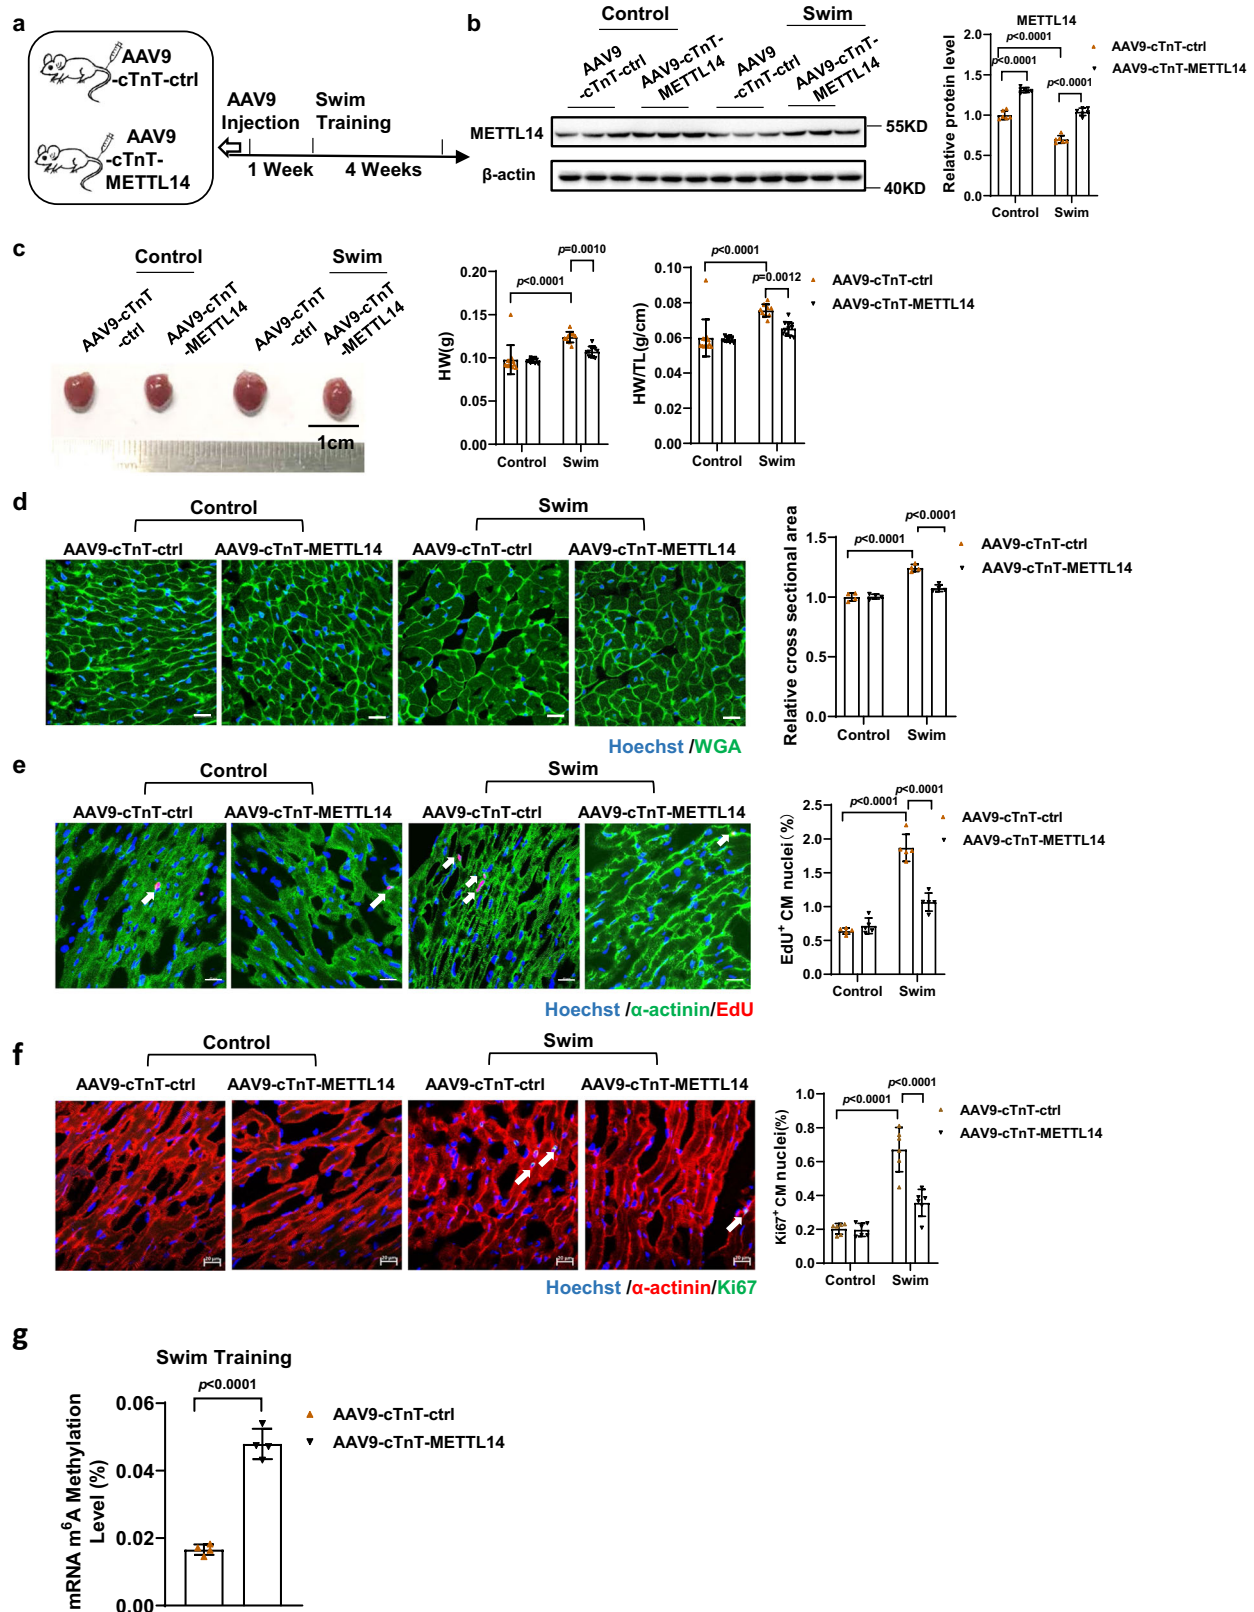 a
AAV9
-cTnT-ctrl
AAV9
-cTnT-
METTL14
AAV9
Injection
Swim
Training
1 Week
4 Weeks
b
Control
Swim
AAV9
-cTnT-ctrl
AAV9-cTnT-
METTL14
AAV9
-cTnT-ctrl
AAV9-cTnT-
METTL14
METTL14
55KD
β-actin
40KD
METTL14
Relative protein level
2.0
1.5
1.0
0.5
0.0
p<0.0001
p<0.0001
p<0.0001
Control
Swim
AAV9-cTnT-ctrl
AAV9-cTnT-METTL14
c
Control
Swim
AAV9-cTnT
-ctrl
AAV9-cTnT
-METTL14
AAV9-cTnT
-ctrl
AAV9-cTnT
-METTL14
1cm
HW(g)
0.20
0.15
0.10
0.05
0.00
p<0.0001
p=0.0010
Control
Swim
HW/TL(g/cm)
0.10
0.08
0.06
0.04
0.02
0.00
p<0.0001
p=0.0012
Control
Swim
AAV9-cTnT-ctrl
AAV9-cTnT-METTL14
d
Control
Swim
AAV9-cTnT-ctrl
AAV9-cTnT-METTL14
AAV9-cTnT-ctrl
AAV9-cTnT-METTL14
Hoechst /WGA
Relative cross sectional area
1.5
1.0
0.5
0.0
p<0.0001
p<0.0001
Control
Swim
AAV9-cTnT-ctrl
AAV9-cTnT-METTL14
e
Control
Swim
AAV9-cTnT-ctrl
AAV9-cTnT-METTL14
AAV9-cTnT-ctrl
AAV9-cTnT-METTL14
Hoechst /α-actinin/EdU
EdU⁺ CM nuclei (%)
2.5
2.0
1.5
1.0
0.5
0.0
p<0.0001
p<0.0001
Control
Swim
AAV9-cTnT-ctrl
AAV9-cTnT-METTL14
f
Control
Swim
AAV9-cTnT-ctrl
AAV9-cTnT-METTL14
AAV9-cTnT-ctrl
AAV9-cTnT-METTL14
20 μm
20 μm
20 μm
20 μm
Hoechst /α-actinin/Ki67
Ki67⁺ CM nuclei(%)
1.0
0.8
0.6
0.4
0.2
0.0
p<0.0001
p<0.0001
Control
Swim
AAV9-cTnT-ctrl
AAV9-cTnT-METTL14
g
Swim Training
mRNA m⁶A Methylation
Level (%)
0.06
0.04
0.02
0.00
p<0.0001
AAV9-cTnT-ctrl
AAV9-cTnT-METTL14